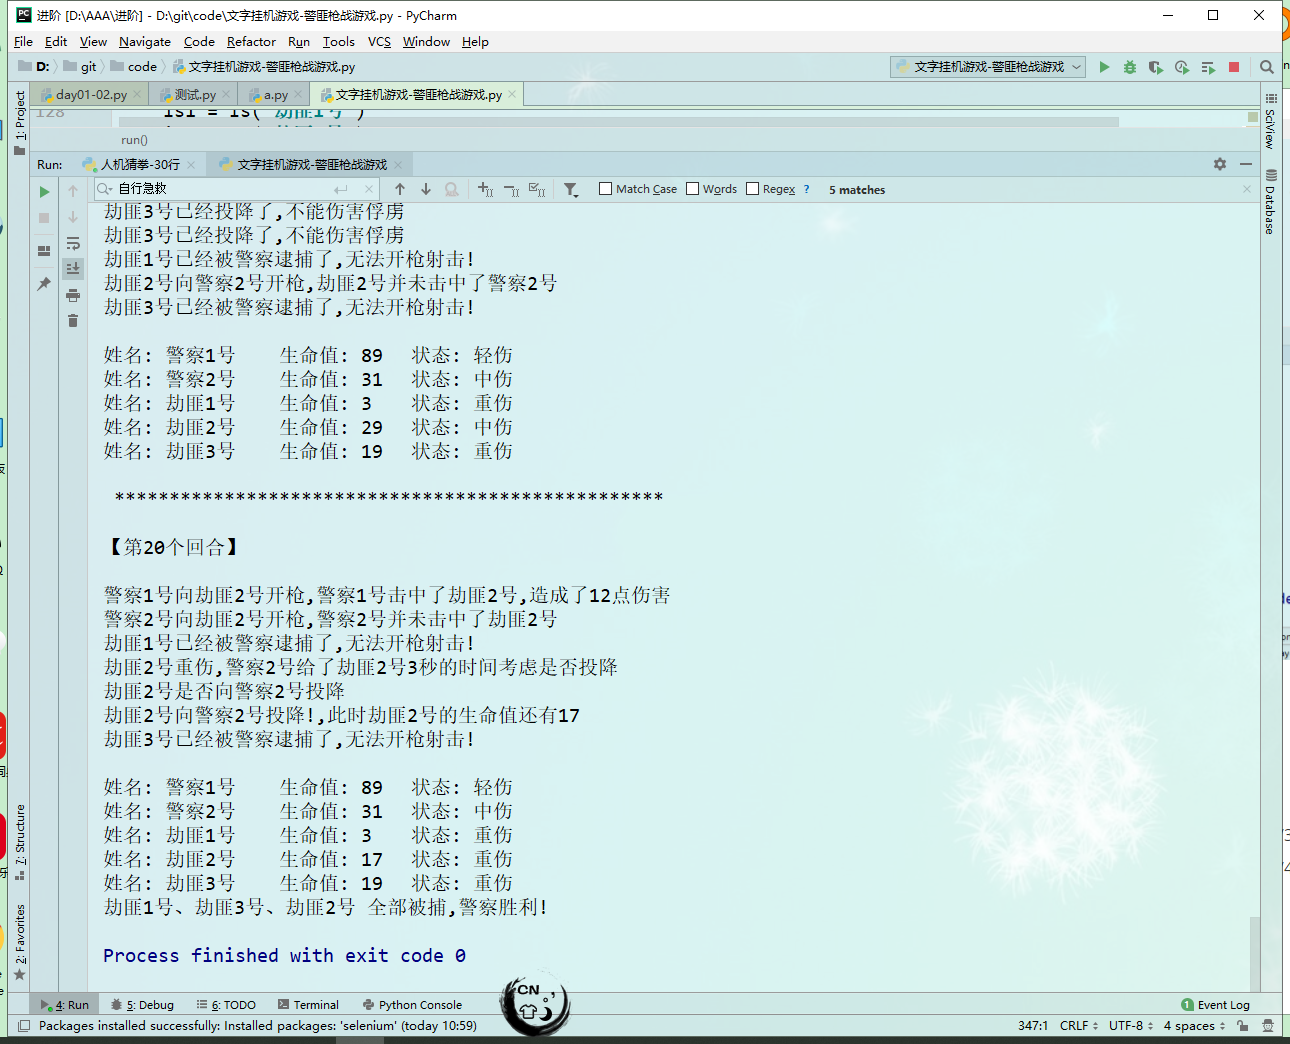 进阶 [D:\AAA\进阶] - D:\git\code\文字挂机游戏-警匪枪战游戏.py - PyCharm
File Edit View Navigate Code Refactor Run Tools VCS Window Help
D: git code 文字挂机游戏-警匪枪战游戏.py
文字挂机游戏-警匪枪战游戏
day01-02.py 测试.py a.py 文字挂机游戏-警匪枪战游戏.py
1: Project
SciView
Database
128
run()
Run: 人机猜拳-30行 文字挂机游戏-警匪枪战游戏
自行急救 Match Case Words Regex ? 5 matches
劫匪3号已经投降了,不能伤害俘虏
劫匪3号已经投降了,不能伤害俘虏
劫匪1号已经被警察逮捕了,无法开枪射击!
劫匪2号向警察2号开枪,劫匪2号并未击中了警察2号
劫匪3号已经被警察逮捕了,无法开枪射击!
姓名: 警察1号 生命值: 89 状态: 轻伤
姓名: 警察2号 生命值: 31 状态: 中伤
姓名: 劫匪1号 生命值: 3 状态: 重伤
姓名: 劫匪2号 生命值: 29 状态: 中伤
姓名: 劫匪3号 生命值: 19 状态: 重伤
**************************************************
【第20个回合】
警察1号向劫匪2号开枪,警察1号击中了劫匪2号,造成了12点伤害
警察2号向劫匪2号开枪,警察2号并未击中了劫匪2号
劫匪1号已经被警察逮捕了,无法开枪射击!
劫匪2号重伤,警察2号给了劫匪2号3秒的时间考虑是否投降
劫匪2号是否向警察2号投降
劫匪2号向警察2号投降!,此时劫匪2号的生命值还有17
劫匪3号已经被警察逮捕了,无法开枪射击!
姓名: 警察1号 生命值: 89 状态: 轻伤
姓名: 警察2号 生命值: 31 状态: 中伤
姓名: 劫匪1号 生命值: 3 状态: 重伤
姓名: 劫匪2号 生命值: 17 状态: 重伤
姓名: 劫匪3号 生命值: 19 状态: 重伤
劫匪1号、劫匪3号、劫匪2号 全部被捕,警察胜利!
Process finished with exit code 0
7: Structure
2: Favorites
4: Run 5: Debug 6: TODO Terminal Python Console 1 Event Log
CN
Packages installed successfully: Installed packages: 'selenium' (today 10:59) 347:1 CRLF UTF-8 4 spaces